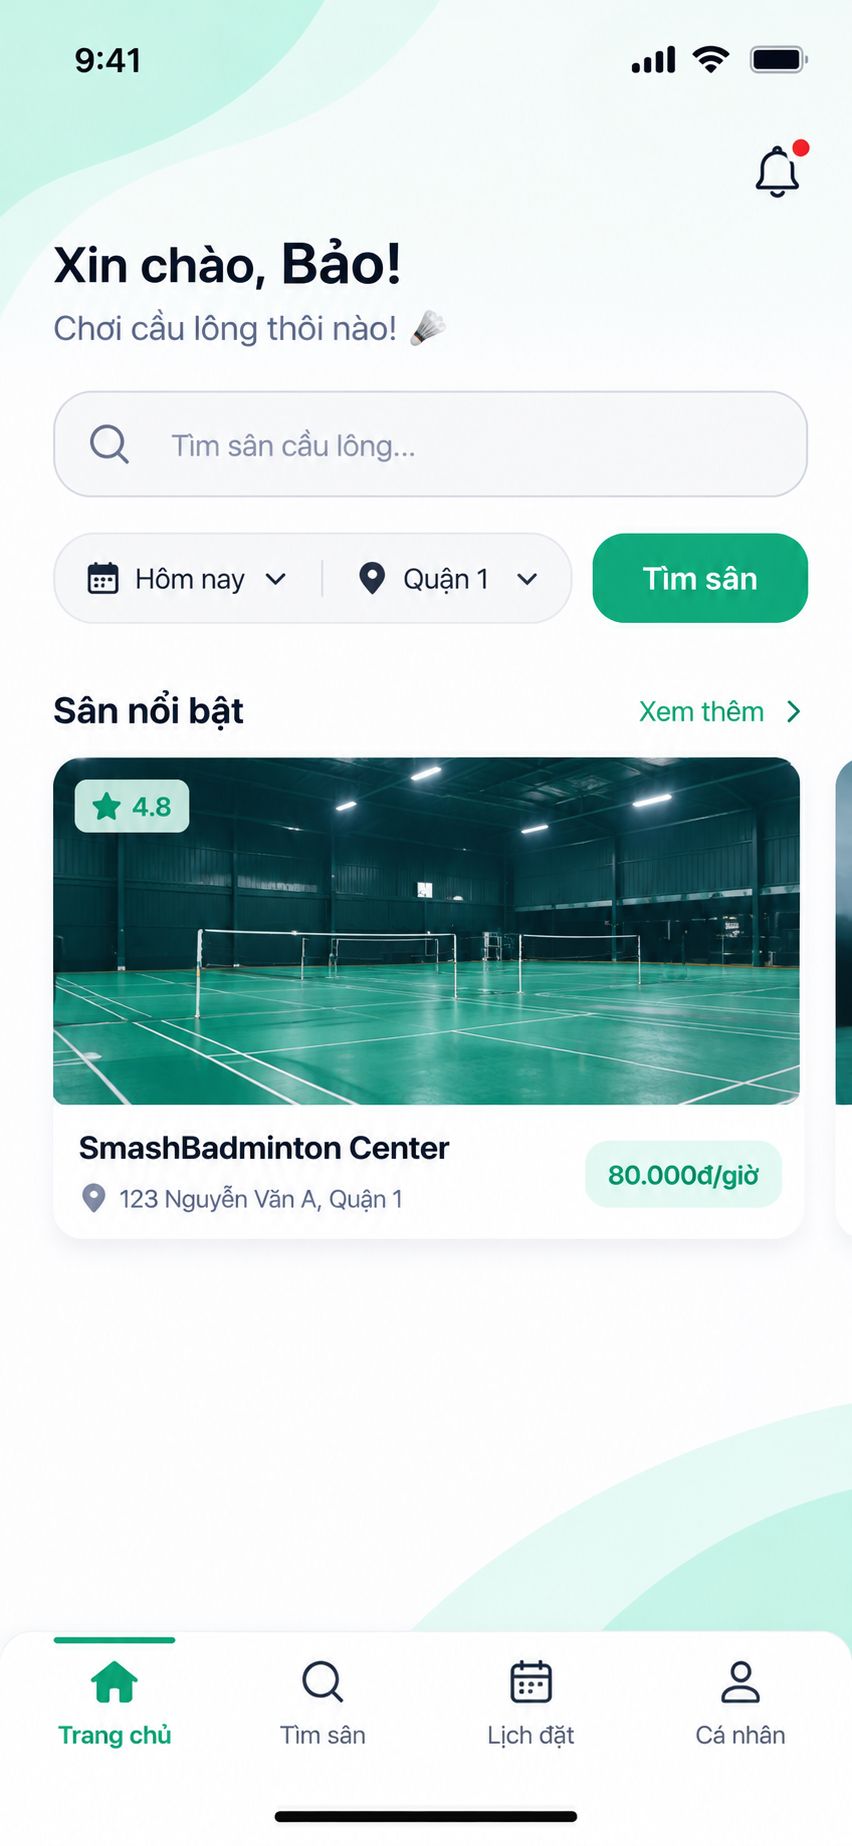 9:41
Xin chào, Bảo!
Chơi cầu lông thôi nào!
Tìm sân cầu lông...
Hôm nay
Quận 1
Tìm sân
Sân nổi bật
Xem thêm
4.8
SmashBadminton Center
123 Nguyễn Văn A, Quận 1
80.000đ/giờ
Trang chủ
Tìm sân
Lịch đặt
Cá nhân